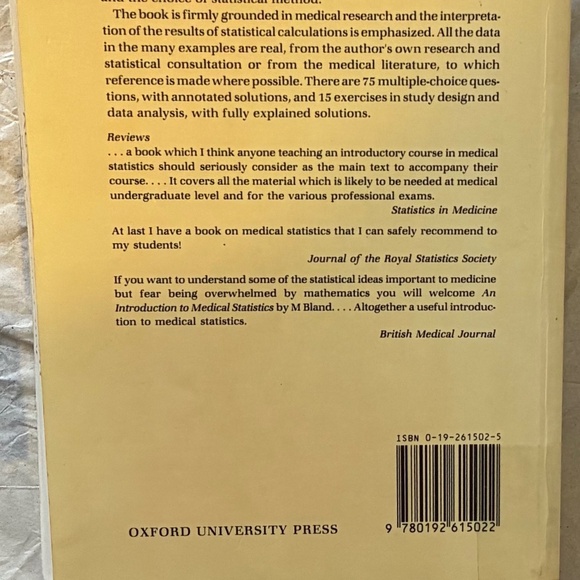 and the choice of statistical method.
The book is firmly grounded in medical research and the interpreta-
tion of the results of statistical calculations is emphasized. All the data
in the many examples are real, from the author's own research and
statistical consultation or from the medical literature, to which
reference is made where possible. There are 75 multiple-choice ques-
tions, with annotated solutions, and 15 exercises in study design and
data analysis, with fully explained solutions.
Reviews
. . . a book which I think anyone teaching an introductory course in medical
statistics should seriously consider as the main text to accompany their
course. . . . It covers all the material which is likely to be needed at medical
undergraduate level and for the various professional exams.
Statistics in Medicine
At last I have a book on medical statistics that I can safely recommend to
my students!
Journal of the Royal Statistics Society
If you want to understand some of the statistical ideas important to medicine
but fear being overwhelmed by mathematics you will welcome An
Introduction to Medical Statistics by M Bland. . . . Altogether a useful introduc-
tion to medical statistics.
British Medical Journal
ISBN 0-19-261502-5
9 780192 615022
OXFORD UNIVERSITY PRESS